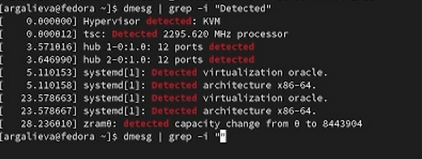 [argalieva@fedora ~]$ dmesg | grep -i "Detected"
[    0.000000] Hypervisor detected: KVM
[    0.000012] tsc: Detected 2295.620 MHz processor
[    3.571016] hub 1-0:1.0: 12 ports detected
[    3.646990] hub 2-0:1.0: 12 ports detected
[    5.110153] systemd[1]: Detected virtualization oracle.
[    5.110158] systemd[1]: Detected architecture x86-64.
[   23.578663] systemd[1]: Detected virtualization oracle.
[   23.578667] systemd[1]: Detected architecture x86-64.
[   28.236010] zram0: detected capacity change from 0 to 8443904
[argalieva@fedora ~]$ dmesg | grep -i ""